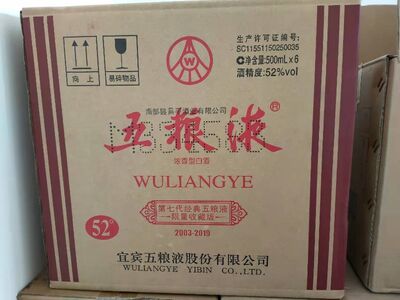 向上
易碎物品
W
生产许可证编号:
SC11551150250035
中净含量:500mL×6
酒精度:52%vol
五粮液®
浓香型白酒
WULIANGYE
第七代经典五粮液
限量收藏版
2003-2019
52°
宜宾五粮液股份有限公司
WULIANGYE YIBIN CO.,LTD.